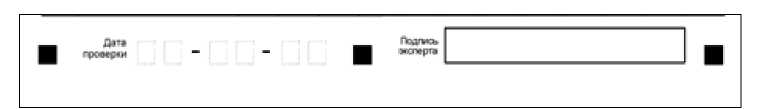 Дата
проверки - -
Подпись
эксперта